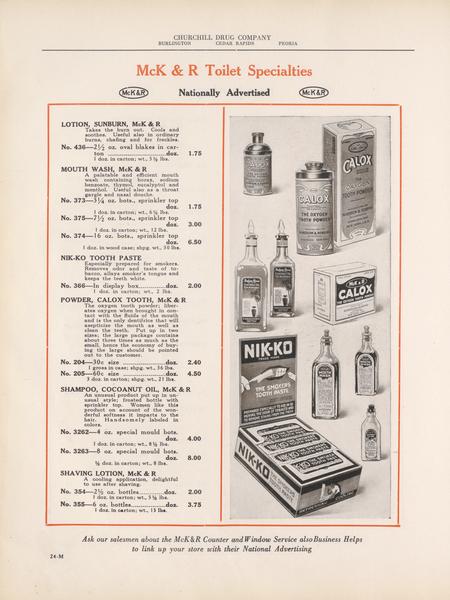 CHURCHILL DRUG COMPANY
BURLINGTON CEDAR RAPIDS PEORIA
McK & R Toilet Specialties
McK&R Nationally Advertised McK&R
LOTION, SUNBURN, McK & R
Takes the burn out. Cools and
soothes. Useful also in ordinary
burns, chafing and for freckles.
No. 436—2½ oz. oval blakes in car-
ton ............doz. 1.75
1 doz. in carton; wt., 3⅜ lbs.
MOUTH WASH, McK & R
A palatable and efficient mouth
wash containing borax, sodium
benzoate, thymol, eucalyptol and
menthol. Useful also as a throat
gargle and nasal douche.
No. 373—3¼ oz. bots., sprinkler top
doz. 1.75
1 doz. in carton; wt., 6¼ lbs.
No. 375—7½ oz. bots., sprinkler top
doz. 3.00
1 doz. in carton; wt., 12 lbs.
No. 374—16 oz. bots., sprinkler top
doz. 6.50
1 doz. in wood case; shpg. wt., 30 lbs.
NIK-KO TOOTH PASTE
Especially prepared for smokers.
Removes odor and taste of to-
bacco, allays smoker's tongue and
keeps the teeth white.
No. 366—In display box............doz. 2.00
1 doz. in carton; wt., 2 lbs.
POWDER, CALOX TOOTH, McK & R
The oxygen tooth powder; liber-
ates oxygen when brought in con-
tact with the fluids of the mouth
and is the only dentifrice that will
asepticize the mouth as well as
clean the teeth. Put up in two
sizes; the large package contains
about three times as much as the
small, hence the economy of buy-
ing the large should be pointed
out to the customer.
No. 204—30c size ............doz. 2.40
1 gross in case; shpg. wt., 36 lbs.
No. 205—60c size ............doz. 4.50
3 doz. in carton; shpg. wt., 21 lbs.
SHAMPOO, COCOANUT OIL, McK & R
An unusual product put up in un-
usual style; frosted bottle with
sprinkler top. Women like this
product on account of the won-
derful softness it imparts to the
hair. Handsomely labeled in
colors.
No. 3262—4 oz. special mould bots.
doz. 4.00
1 doz. in carton; wt., 8½ lbs.
No. 3263—8 oz. special mould bots.
doz. 8.00
doz. in carton; wt., 8 lbs.
SHAVING LOTION, McK & R
A cooling application, delightful
to use after shaving.
No. 354—2½ oz. bottles............doz. 2.00
1 doz. in carton; wt., 5¾ lbs.
No. 355—6 oz. bottles............doz. 3.75
1 doz. in carton; wt., 15 lbs.
CALOX
TOOTH POWDER
CALOX
THE OXYGEN
TOOTH POWDER
McK & R
CALOX
NIK-KO
THE SMOKERS
TOOTH PASTE
NIK-KO
Ask our salesmen about the McK&R Counter and Window Service also Business Helps
to link up your store with their National Advertising
24-M